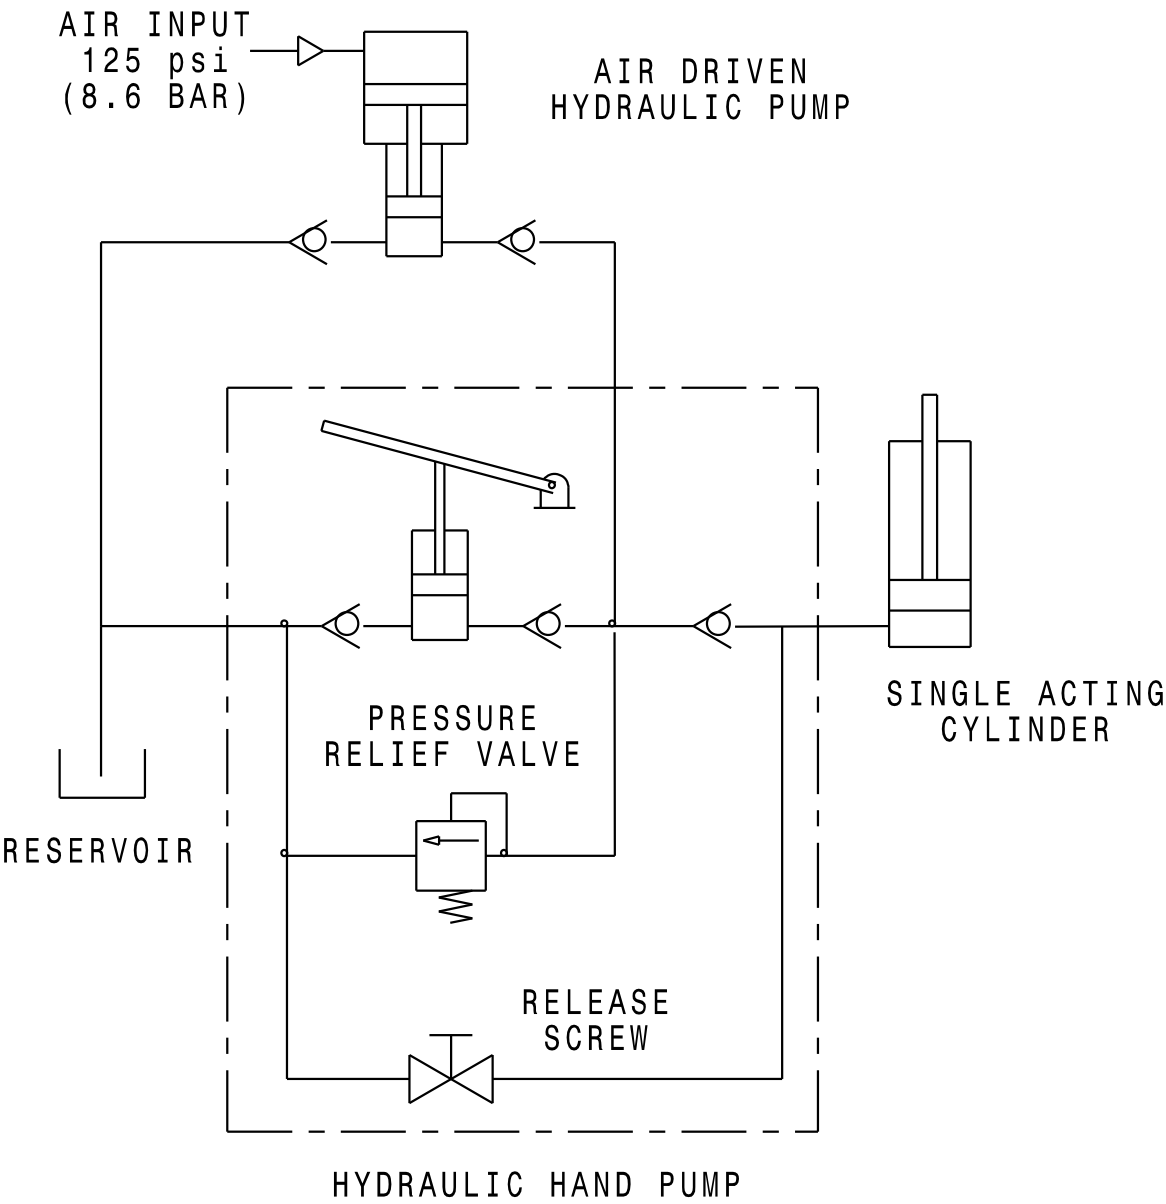 AIR INPUT
125 psi
(8.6 BAR)
AIR DRIVEN
HYDRAULIC PUMP
SINGLE ACTING
CYLINDER
PRESSURE
RELIEF VALVE
RESERVOIR
RELEASE
SCREW
HYDRAULIC HAND PUMP